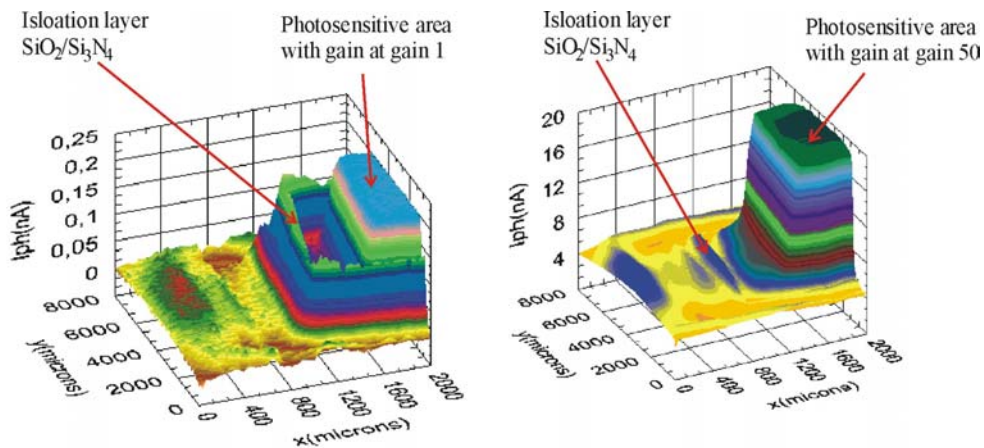 Isloation layer
SiO₂/Si₃N₄
Photosensitive area
with gain at gain 1
0,25
0,2
0,15
0,1
0,05
0
Iph(nA)
8000
6000
4000
2000
0
y(microns)
0
400
800
1200
1600
2000
x(microns)
Isloation layer
SiO₂/Si₃N₄
Photosensitive area
with gain at gain 50
20
16
12
8
4
Iph(nA)
8000
6000
4000
2000
0
y(microns)
0
400
800
1200
1600
2000
x(micons)